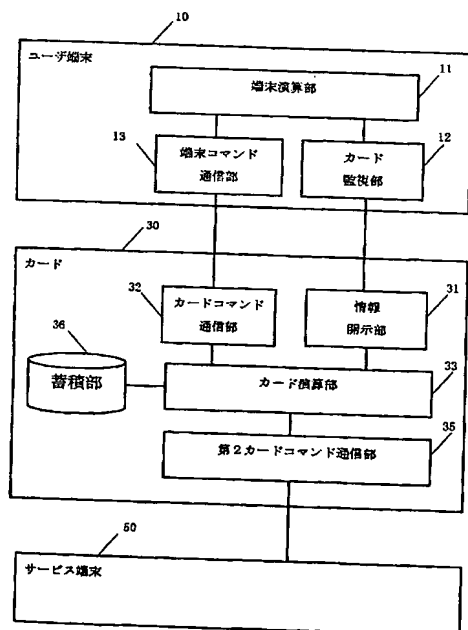 10
ユーザ端末
11
端末演算部
13
12
端末コマンド
通信部
カード
監視部
30
カード
32
31
カードコマンド
通信部
情報
開示部
36
蓄積部
33
カード演算部
35
第2カードコマンド通信部
50
サービス端末